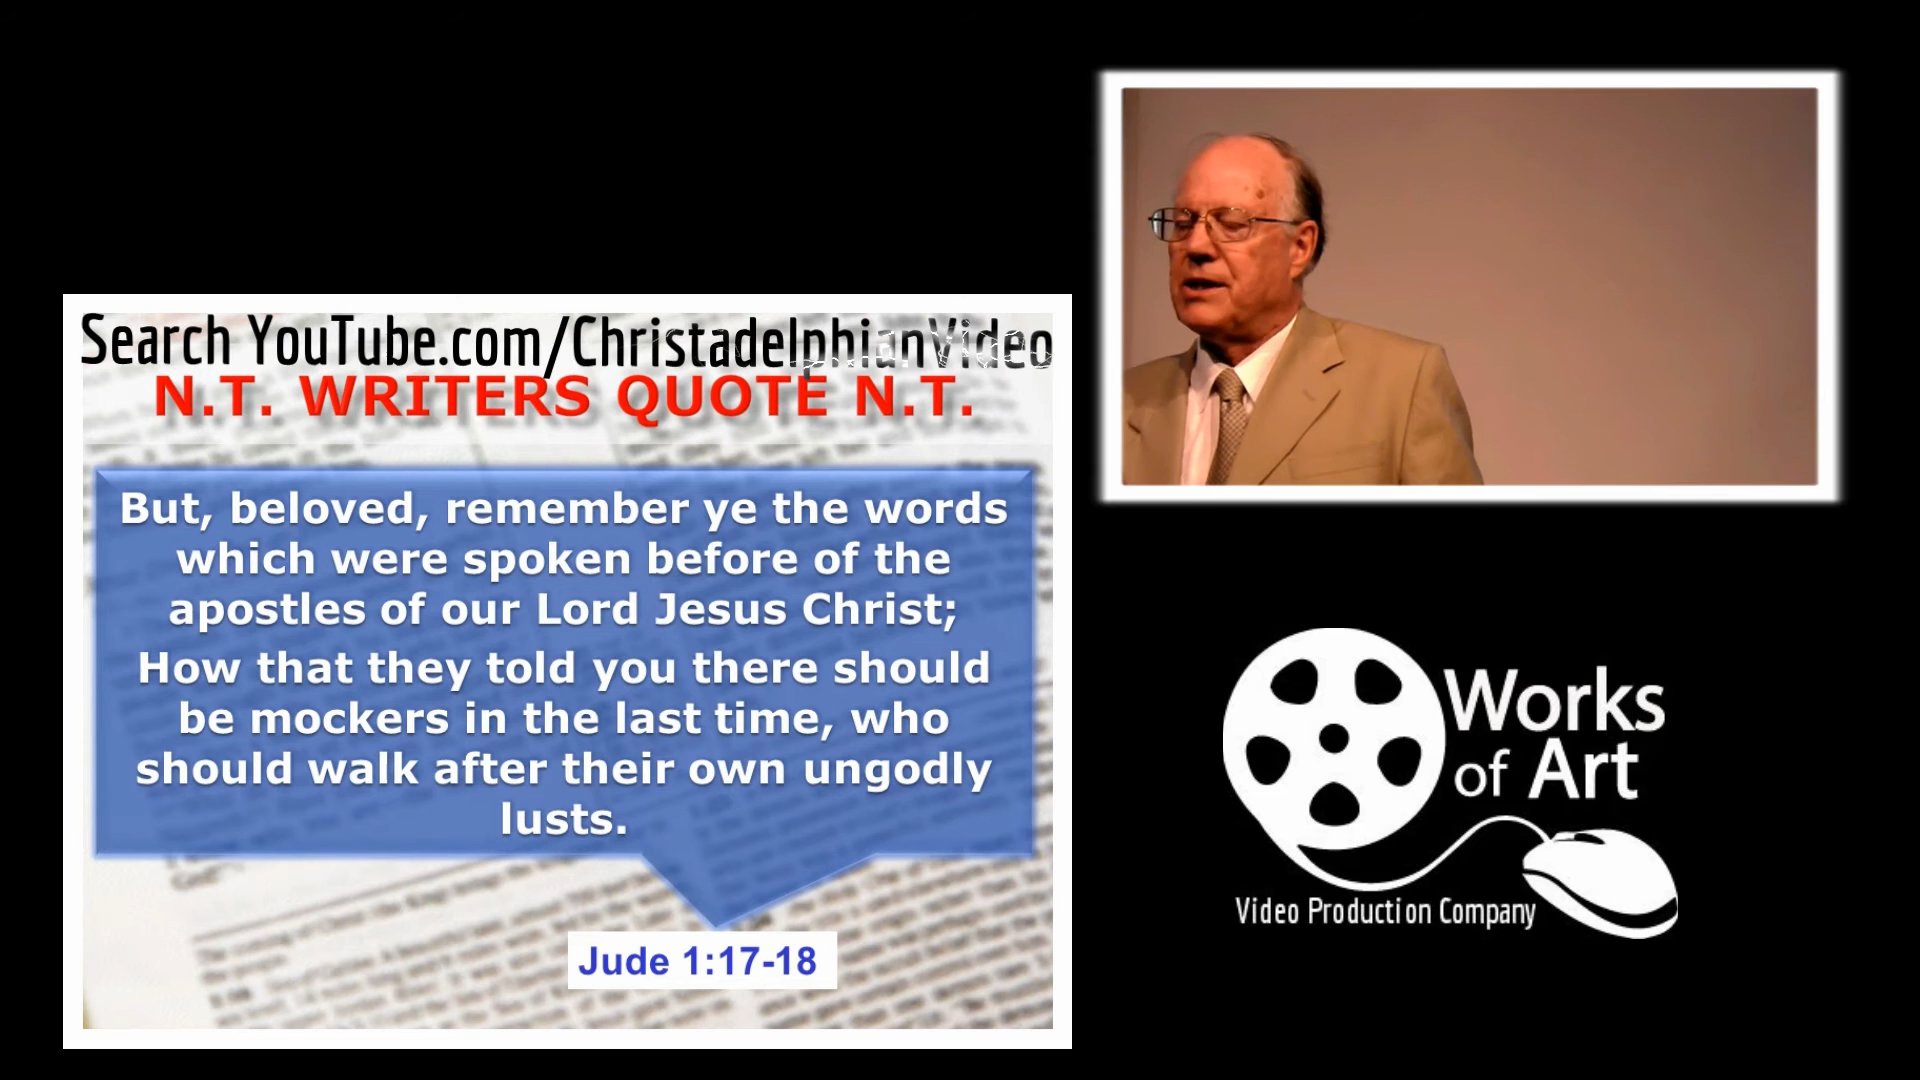 Search YouTube.com/ChristadelphianVideo
N.T. WRITERS QUOTE N.T.
But, beloved, remember ye the words
which were spoken before of the
apostles of our Lord Jesus Christ;
How that they told you there should
be mockers in the last time, who
should walk after their own ungodly
lusts.
Jude 1:17-18
Works
of Art
Video Production Company